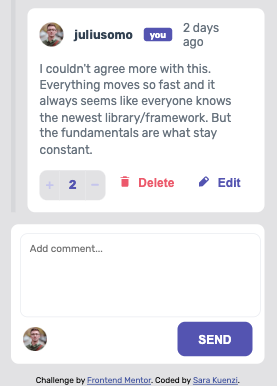 juliusomo you 2 days
ago
I couldn't agree more with this.
Everything moves so fast and it
always seems like everyone knows
the newest library/framework. But
the fundamentals are what stay
constant.
+ 2 − Delete Edit
Add comment...
SEND
Challenge by Frontend Mentor. Coded by Sara Kuenzi.